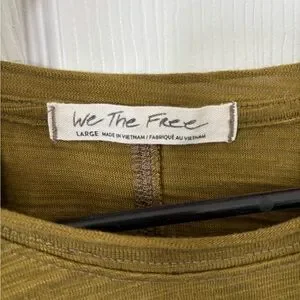 We The Free
LARGE MADE IN VIETNAM / FABRIQUÉ AU VIETNAM